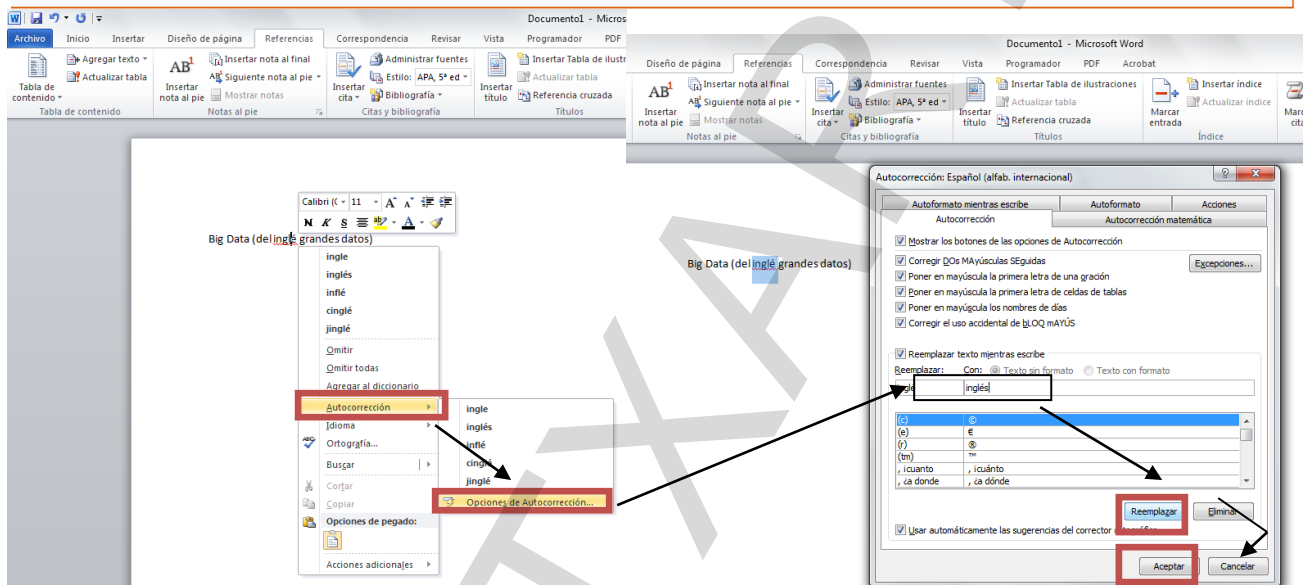 Documento1 - Micros
Archivo Inicio Insertar Diseño de página Referencias Correspondencia Revisar Vista Programador PDF
Agregar texto
Actualizar tabla
Tabla de contenido
Tabla de contenido
AB¹
Insertar nota al pie
Insertar nota al final
Siguiente nota al pie
Mostrar notas
Notas al pie
Insertar cita
Administrar fuentes
Estilo: APA, 5ª ed
Bibliografía
Citas y bibliografía
Insertar título
Insertar Tabla de ilustr
Actualizar tabla
Referencia cruzada
Títulos
Calibri (C 11 A A
N K S ab A
Big Data (del inglé grandes datos)
ingle
inglés
inflé
cinglé
jinglé
Omitir
Omitir todas
Agregar al diccionario
Autocorrección
Idioma
Ortografía...
Buscar
Cortar
Copiar
Opciones de pegado:
Acciones adicionales
ingle
inglés
inflé
cinglé
jinglé
Opciones de Autocorrección...
Documento1 - Microsoft Word
Diseño de página Referencias Correspondencia Revisar Vista Programador PDF Acrobat
AB¹
Insertar nota al pie
Insertar nota al final
Siguiente nota al pie
Mostrar notas
Notas al pie
Insertar cita
Administrar fuentes
Estilo: APA, 5ª ed
Bibliografía
Citas y bibliografía
Insertar título
Insertar Tabla de ilustraciones
Actualizar tabla
Referencia cruzada
Títulos
Marcar entrada
Insertar índice
Actualizar índice
Índice
Marc
cita
Big Data (del inglé grandes datos)
Autocorrección: Español (alfab. internacional)
Autoformato mientras escribe Autoformato Acciones
Autocorrección Autocorrección matemática
Mostrar los botones de las opciones de Autocorrección
Corregir DOs MAyúsculas SEguidas
Excepciones...
Poner en mayúscula la primera letra de una oración
Poner en mayúscula la primera letra de celdas de tablas
Poner en mayúscula los nombres de días
Corregir el uso accidental de bLOQ mAYÚS
Reemplazar texto mientras escribe
Reemplazar: Con: Texto sin formato Texto con formato
inglés
(c) ©
(e) €
(r) ®
(tm) ™
, icuanto , icuánto
, ¿a donde , ¿a dónde
Reemplazar Eliminar
Usar automáticamente las sugerencias del corrector
Aceptar Cancelar